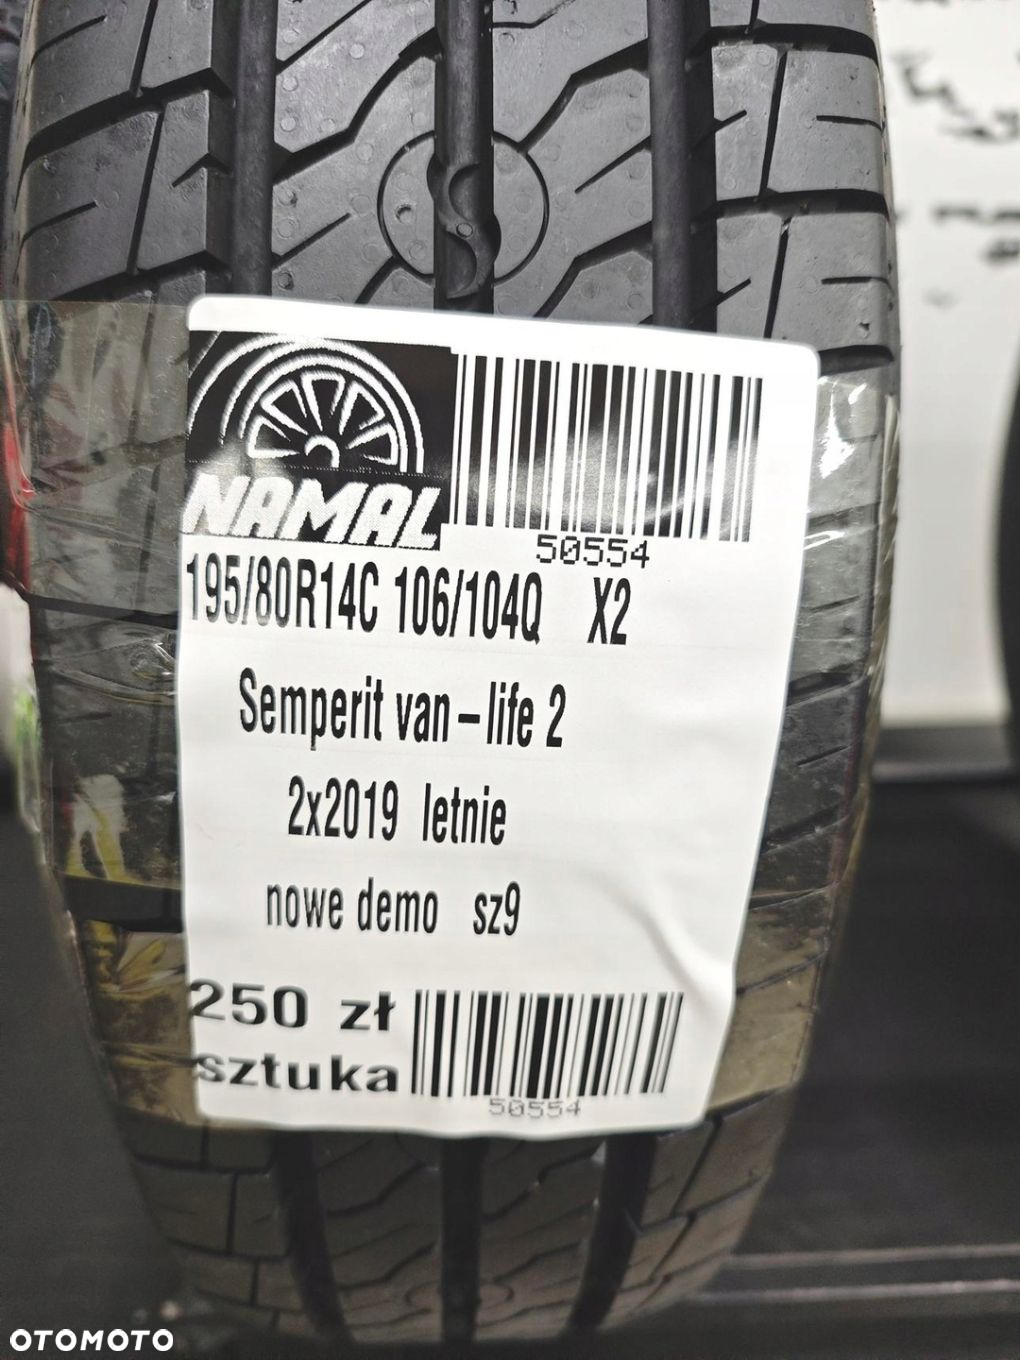 NAMAL
50554
195/80R14C 106/104Q X2
Semperit van-life 2
2x2019 letnie
nowe demo sz9
250 zł
sztuka
50554
OTOMOTO